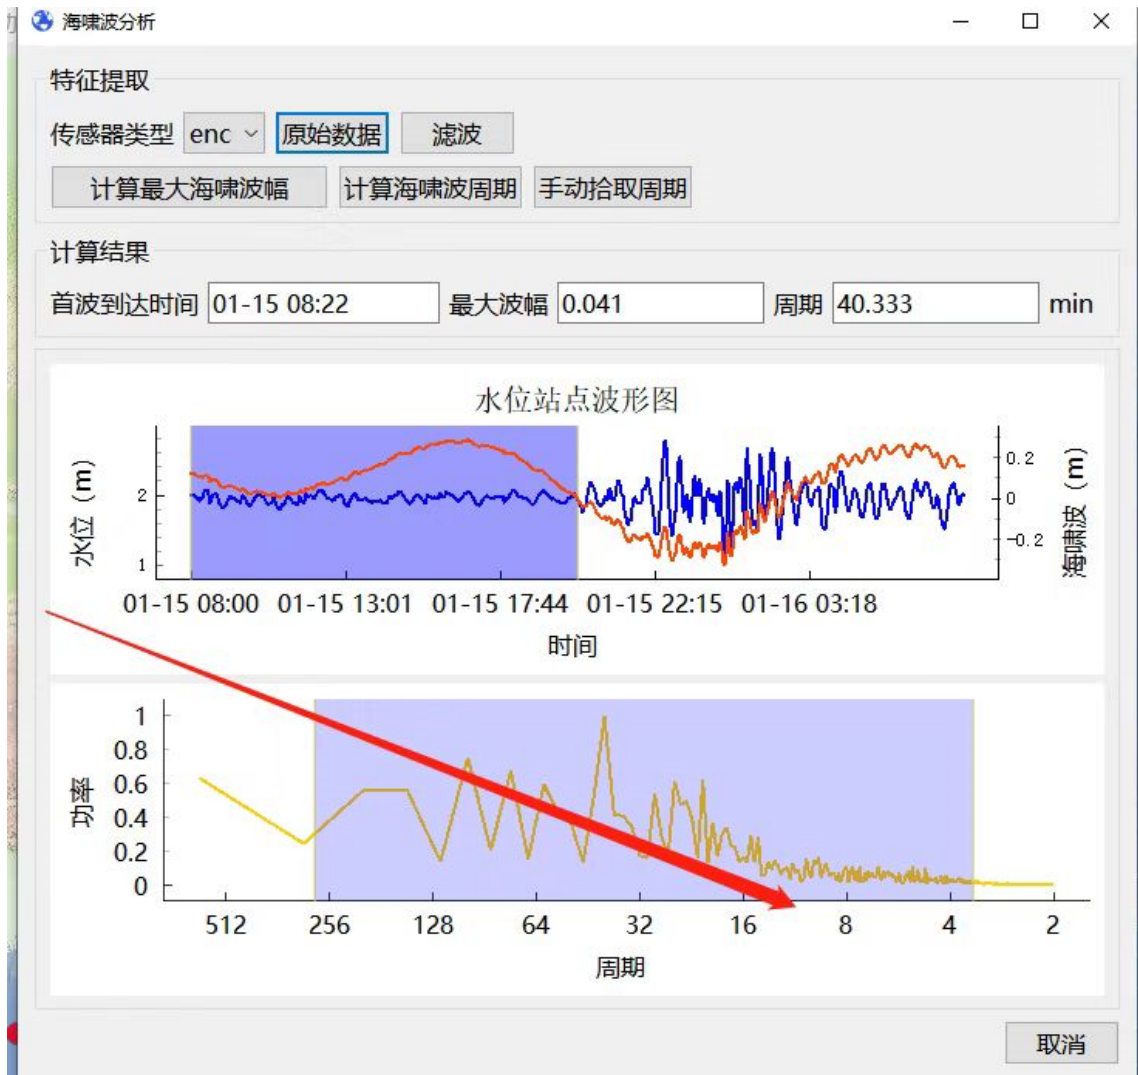 海啸波分析
特征提取
传感器类型 enc 原始数据 滤波
计算最大海啸波幅 计算海啸波周期 手动拾取周期
计算结果
首波到达时间 01-15 08:22 最大波幅 0.041 周期 40.333 min
水位站点波形图
水位 (m)
2
1
0.2
0
-0.2
海啸波 (m)
01-15 08:00 01-15 13:01 01-15 17:44 01-15 22:15 01-16 03:18
时间
功率
1
0.8
0.6
0.4
0.2
0
512 256 128 64 32 16 8 4 2
周期
取消